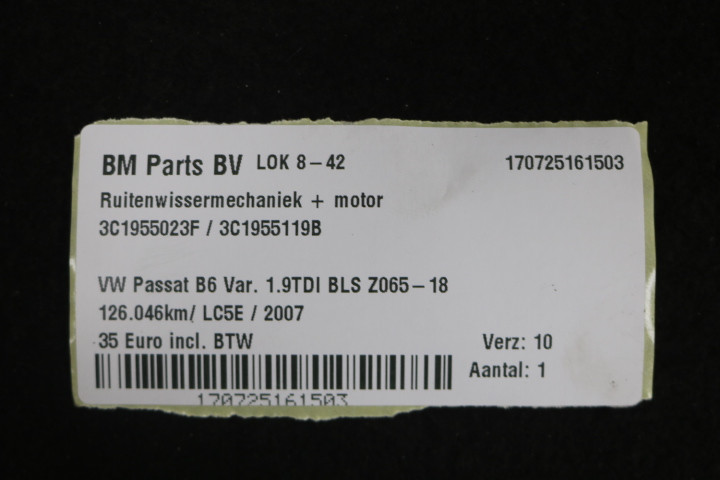 BM Parts BV LOK 8-42 170725161503
Ruitenwissermechaniek + motor
3C1955023F / 3C1955119B
VW Passat B6 Var. 1.9TDI BLS Z065-18
126.046km/ LC5E / 2007
35 Euro incl. BTW Verz: 10
Aantal: 1
170725161503